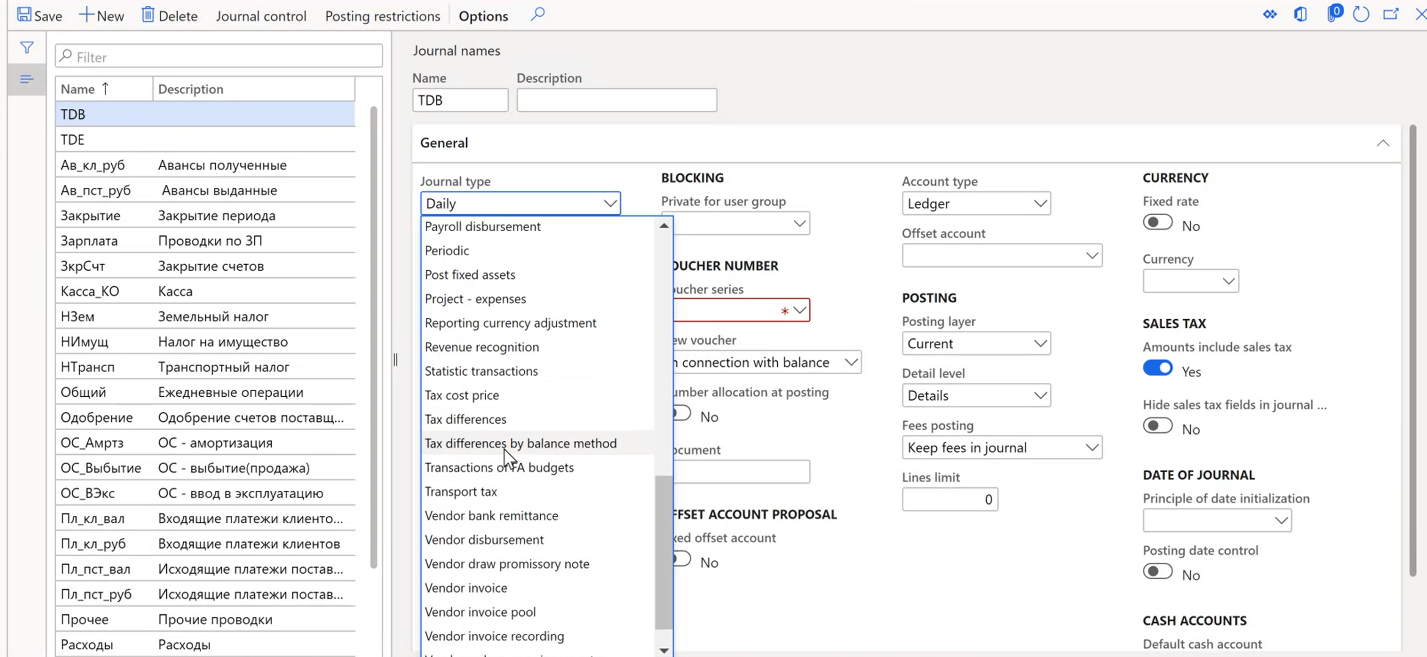 Save New Delete Journal control Posting restrictions Options 0
Filter
Name ↑ Description
TDB
TDE
Ав_кл_руб Авансы полученные
Ав_пст_руб Авансы выданные
Закрытие Закрытие периода
Зарплата Проводки по ЗП
ЗкрСчт Закрытие счетов
Касса_КО Касса
НЗем Земельный налог
НИмущ Налог на имущество
НТрансп Транспортный налог
Общий Ежедневные операции
Одобрение Одобрение счетов поставщ...
ОС_Амртз ОС - амортизация
ОС_Выбытие ОС - выбытие(продажа)
ОС_ВЭкс ОС - ввод в эксплуатацию
Пл_кл_вал Входящие платежи клиенто...
Пл_кл_руб Входящие платежи клиентов
Пл_пст_вал Исходящие платежи постав...
Пл_пст_руб Исходящие платежи постав...
Прочее Прочие проводки
Расходы Расходы
Journal names
Name Description
TDB
General
Journal type
Daily
Payroll disbursement
Periodic
Post fixed assets
Project - expenses
Reporting currency adjustment
Revenue recognition
Statistic transactions
Tax cost price
Tax differences
Tax differences by balance method
Transactions of FA budgets
Transport tax
Vendor bank remittance
Vendor disbursement
Vendor draw promissory note
Vendor invoice
Vendor invoice pool
Vendor invoice recording
BLOCKING
Private for user group
OUCHER NUMBER
oucher series
*
ew voucher
n connection with balance
umber allocation at posting
No
ocument
FFSET ACCOUNT PROPOSAL
xed offset account
No
Account type
Ledger
Offset account
POSTING
Posting layer
Current
Detail level
Details
Fees posting
Keep fees in journal
Lines limit
0
CURRENCY
Fixed rate
No
Currency
SALES TAX
Amounts include sales tax
Yes
Hide sales tax fields in journal ...
No
DATE OF JOURNAL
Principle of date initialization
Posting date control
No
CASH ACCOUNTS
Default cash account